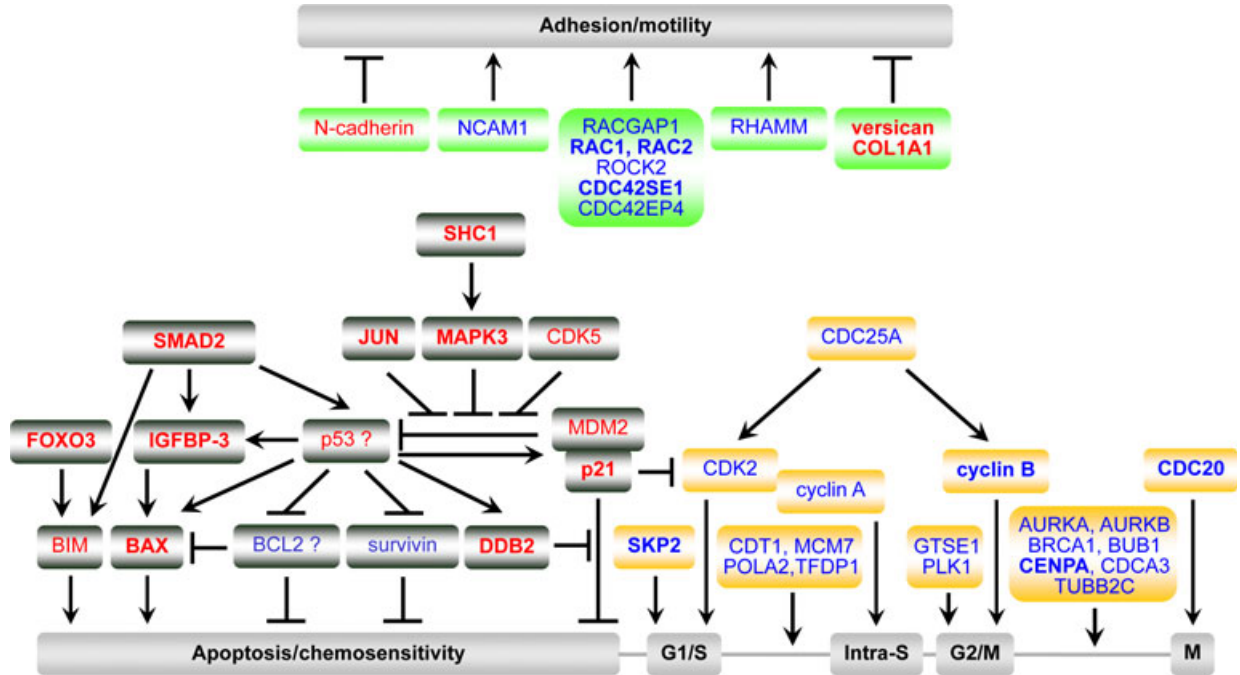 Adhesion/motility
N-cadherin
NCAM1
RACGAP1
RAC1, RAC2
ROCK2
CDC42SE1
CDC42EP4
RHAMM
versican
COL1A1
SHC1
SMAD2
JUN
MAPK3
CDK5
CDC25A
FOXO3
IGFBP-3
p53 ?
MDM2
p21
CDK2
cyclin A
cyclin B
CDC20
BIM
BAX
BCL2 ?
survivin
DDB2
SKP2
CDT1, MCM7
POLA2,TFDP1
GTSE1
PLK1
AURKA, AURKB
BRCA1, BUB1
CENPA, CDCA3
TUBB2C
Apoptosis/chemosensitivity
G1/S
Intra-S
G2/M
M